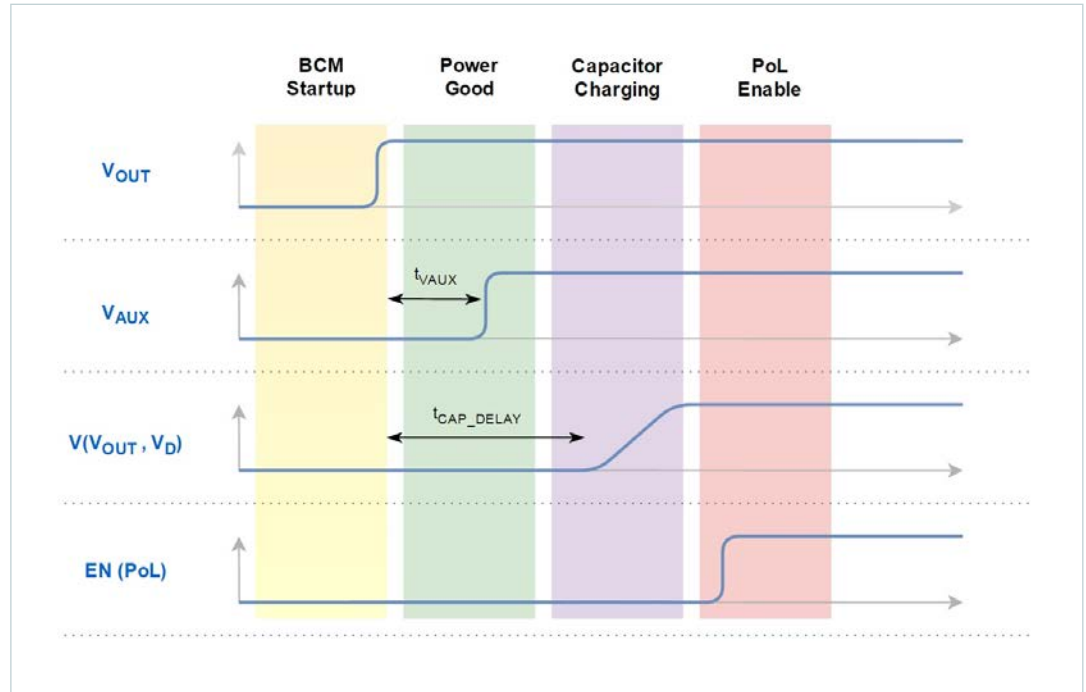 BCM
Startup
Power
Good
Capacitor
Charging
PoL
Enable
VOUT
tVAUX
VAUX
tCAP_DELAY
V(VOUT , VD)
EN (PoL)